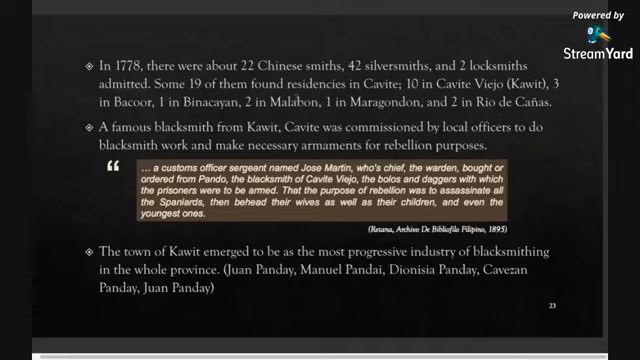 Powered by
StreamYard
In 1778, there were about 22 Chinese smiths, 42 silversmiths, and 2 locksmiths
admitted. Some 19 of them found residencies in Cavite; 10 in Cavite Viejo (Kawit), 3
in Bacoor, 1 in Binacayan, 2 in Malabon, 1 in Maragondon, and 2 in Rio de Cañas.
A famous blacksmith from Kawit, Cavite was commissioned by local officers to do
blacksmith work and make necessary armaments for rebellion purposes.
“ … a customs officer sergeant named Jose Martin, who's chief, the warden, bought or
ordered from Pando, the blacksmith of Cavite Viejo, the bolos and daggers with which
the prisoners were to be armed. That the purpose of rebellion was to assassinate all
the Spaniards, then behead their wives as well as their children, and even the
youngest ones.
(Retana, Archivo De Bibliofilo Filipino, 1895)
The town of Kawit emerged to be as the most progressive industry of blacksmithing
in the whole province. (Juan Panday, Manuel Pandai, Dionisia Panday, Cavezan
Panday, Juan Panday)
23